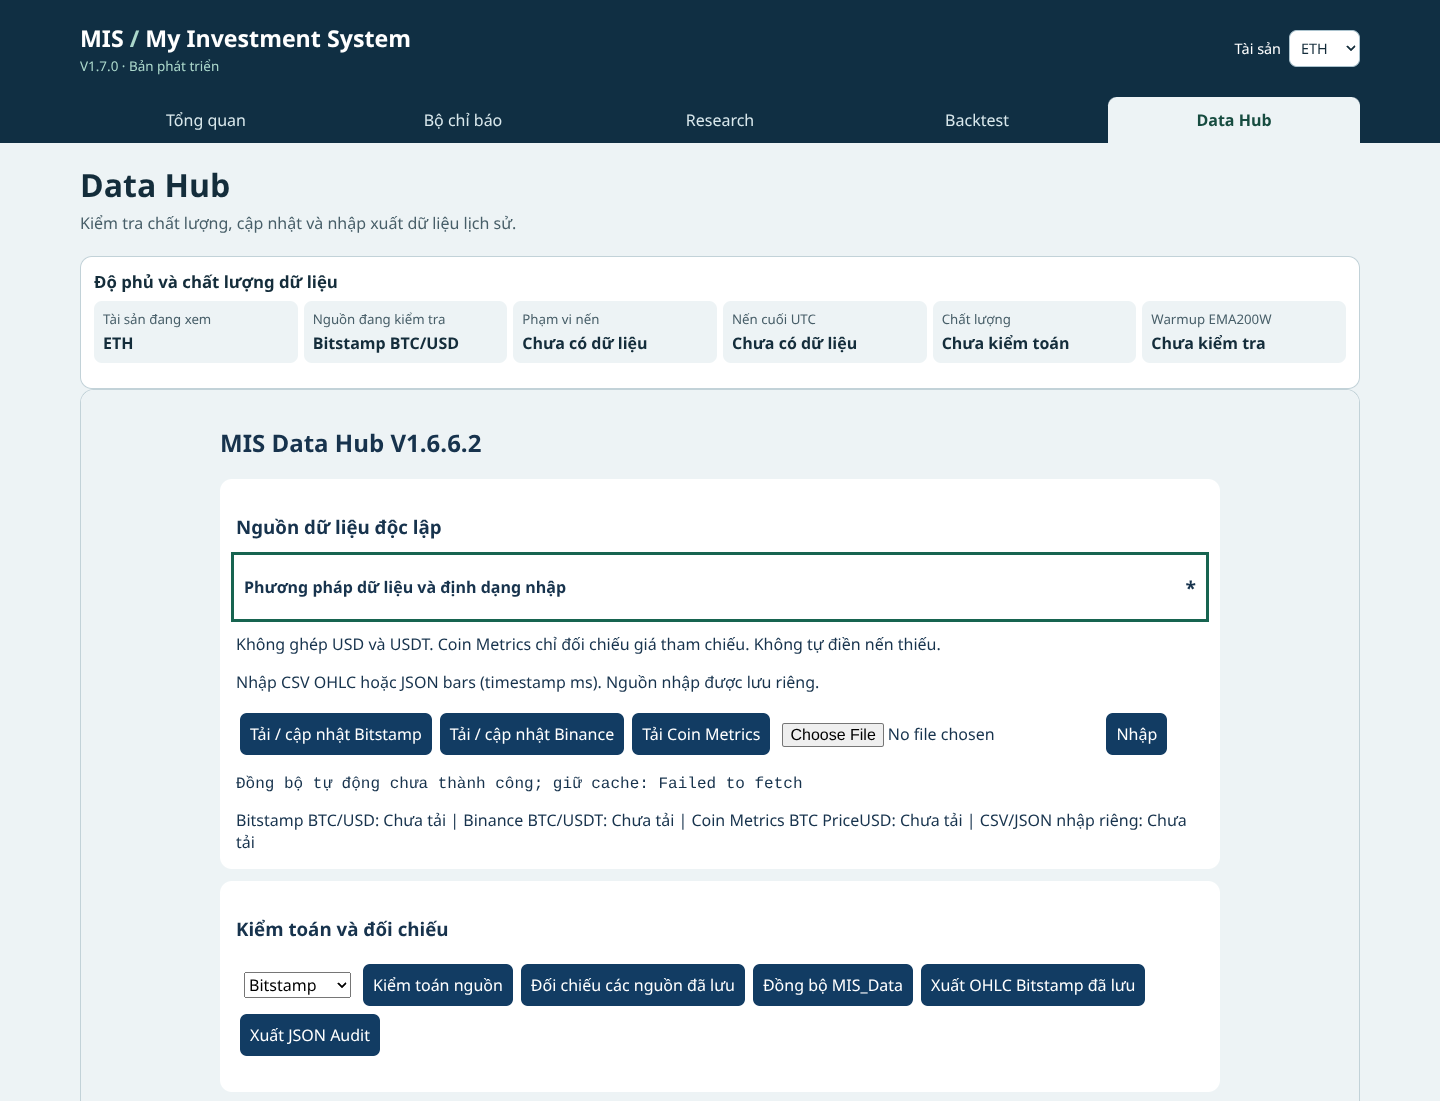 MIS / My Investment System
V1.7.0 · Bản phát triển
Tài sản ETH
Tổng quan Bộ chỉ báo Research Backtest Data Hub
Data Hub
Kiểm tra chất lượng, cập nhật và nhập xuất dữ liệu lịch sử.
Độ phủ và chất lượng dữ liệu
Tài sản đang xem
ETH
Nguồn đang kiểm tra
Bitstamp BTC/USD
Phạm vi nến
Chưa có dữ liệu
Nến cuối UTC
Chưa có dữ liệu
Chất lượng
Chưa kiểm toán
Warmup EMA200W
Chưa kiểm tra
MIS Data Hub V1.6.6.2
Nguồn dữ liệu độc lập
Phương pháp dữ liệu và định dạng nhập *
Không ghép USD và USDT. Coin Metrics chỉ đối chiếu giá tham chiếu. Không tự điền nến thiếu.
Nhập CSV OHLC hoặc JSON bars (timestamp ms). Nguồn nhập được lưu riêng.
Tải / cập nhật Bitstamp Tải / cập nhật Binance Tải Coin Metrics Choose File No file chosen Nhập
Đồng bộ tự động chưa thành công; giữ cache: Failed to fetch
Bitstamp BTC/USD: Chưa tải | Binance BTC/USDT: Chưa tải | Coin Metrics BTC PriceUSD: Chưa tải | CSV/JSON nhập riêng: Chưa
tải
Kiểm toán và đối chiếu
Bitstamp Kiểm toán nguồn Đối chiếu các nguồn đã lưu Đồng bộ MIS_Data Xuất OHLC Bitstamp đã lưu
Xuất JSON Audit